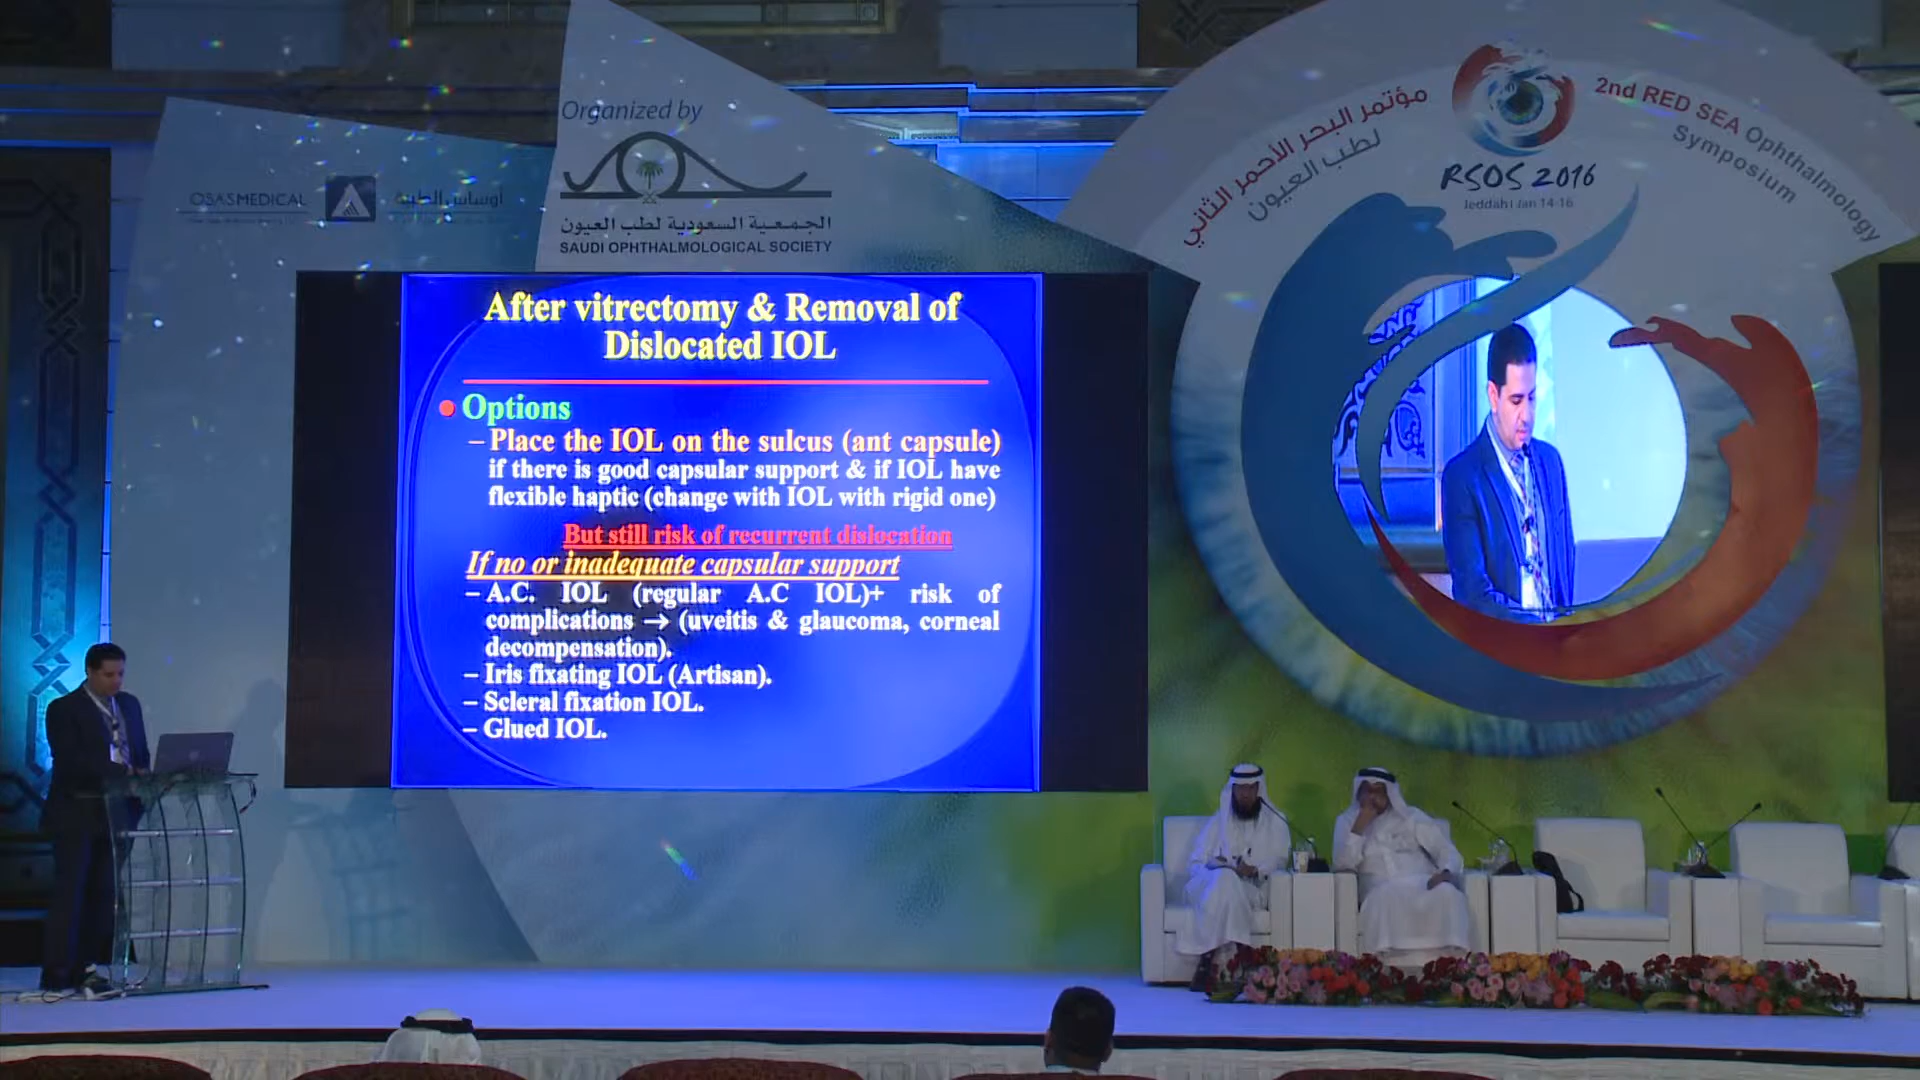 Organized by
الجمعية السعودية لطب العيون
SAUDI OPHTHALMOLOGICAL SOCIETY
OSASMEDICAL
أوساس الطبية
مؤتمر البحر الأحمر الثاني
لطب العيون
2nd RED SEA Ophthalmology
Symposium
RSOS 2016
Jeddah | Jan 14-16
After vitrectomy & Removal of
Dislocated IOL
• Options
– Place the IOL on the sulcus (ant capsule)
if there is good capsular support & if IOL have
flexible haptic (change with IOL with rigid one)
But still risk of recurrent dislocation
If no or inadequate capsular support
– A.C. IOL (regular A.C IOL)+ risk of
complications → (uveitis & glaucoma, corneal
decompensation).
– Iris fixating IOL (Artisan).
– Scleral fixation IOL.
– Glued IOL.